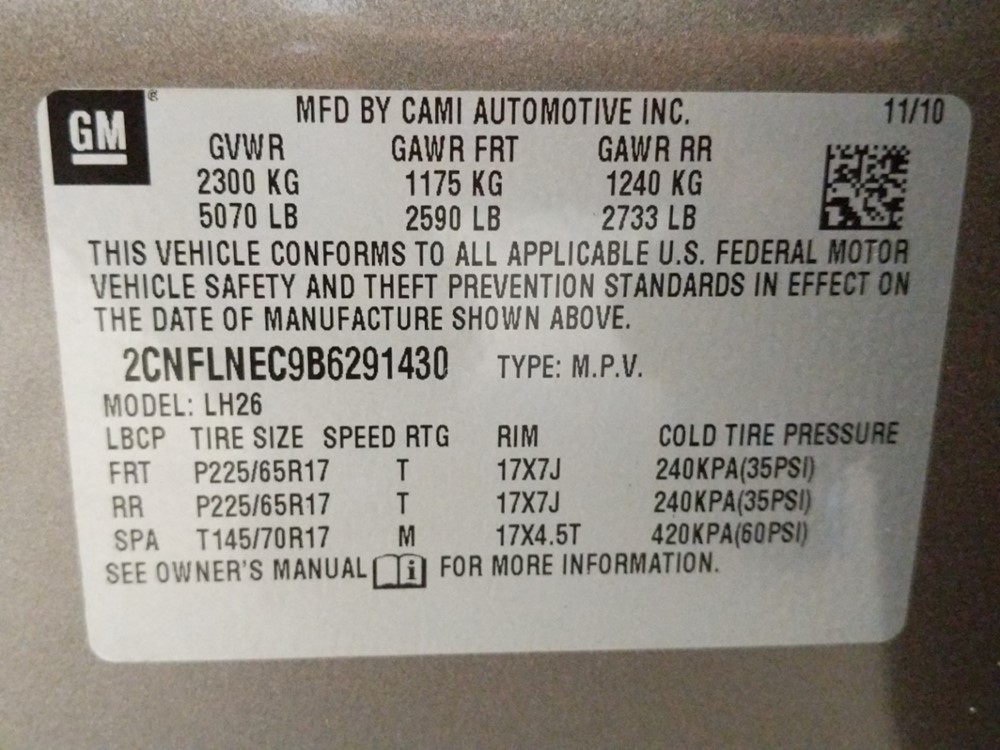 GM ®
MFD BY CAMI AUTOMOTIVE INC. 11/10
GVWR GAWR FRT GAWR RR
2300 KG 1175 KG 1240 KG
5070 LB 2590 LB 2733 LB
THIS VEHICLE CONFORMS TO ALL APPLICABLE U.S. FEDERAL MOTOR
VEHICLE SAFETY AND THEFT PREVENTION STANDARDS IN EFFECT ON
THE DATE OF MANUFACTURE SHOWN ABOVE.
2CNFLNEC9B6291430 TYPE: M.P.V.
MODEL: LH26
LBCP TIRE SIZE SPEED RTG RIM COLD TIRE PRESSURE
FRT P225/65R17 T 17X7J 240KPA(35PSI)
RR P225/65R17 T 17X7J 240KPA(35PSI)
SPA T145/70R17 M 17X4.5T 420KPA(60PSI)
SEE OWNER'S MANUAL i FOR MORE INFORMATION.